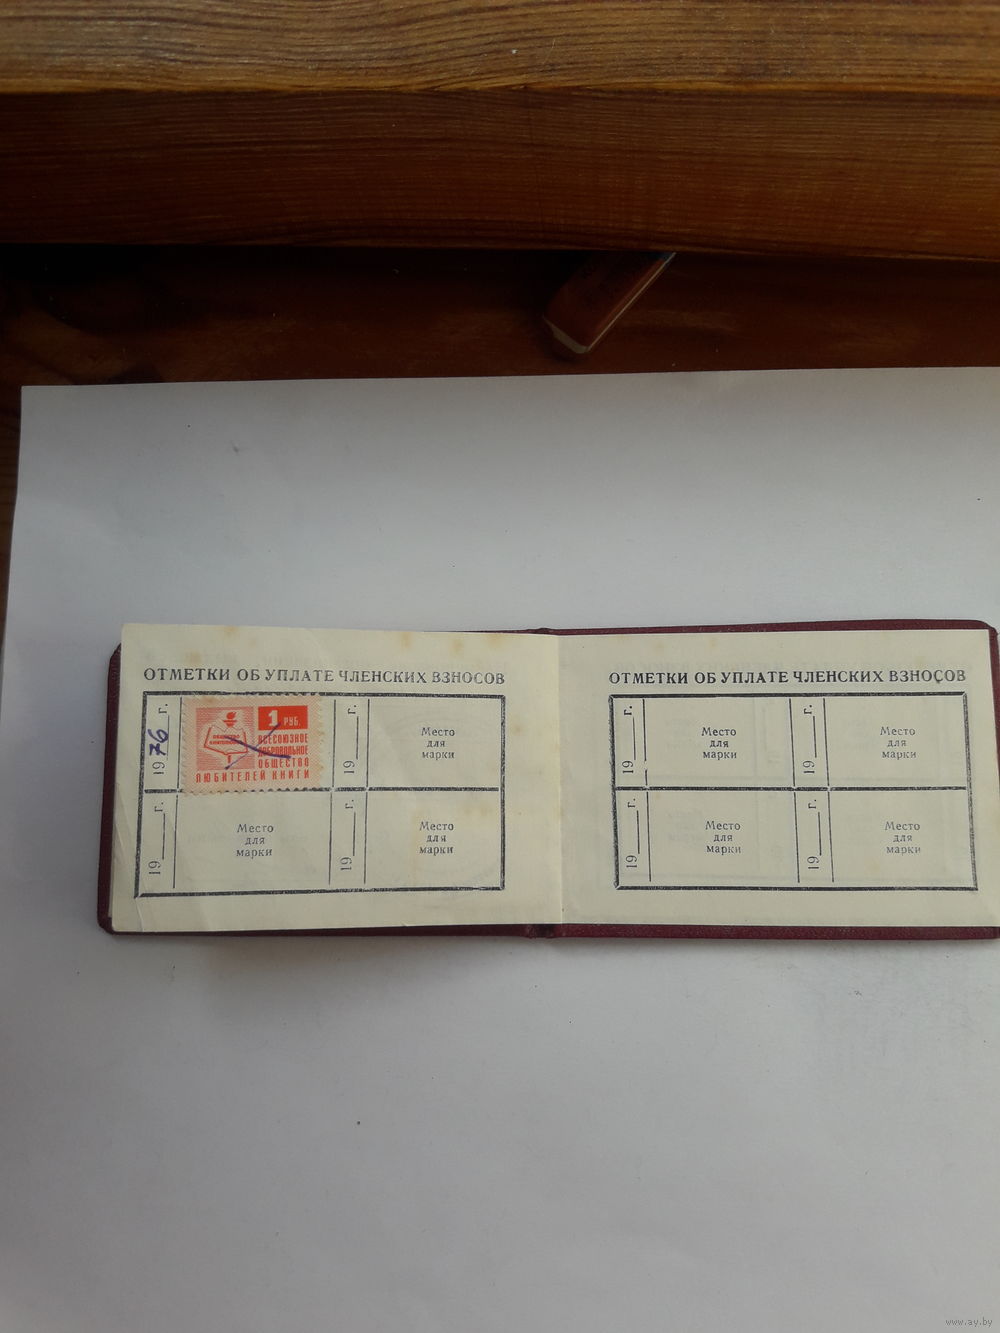 ОТМЕТКИ ОБ УПЛАТЕ ЧЛЕНСКИХ ВЗНОСОВ
1976 г.
ОБЩЕСТВО
КНИГОЛЮБОВ
1 РУБ.
ВСЕСОЮЗНОЕ
ДОБРОВОЛЬНОЕ
ОБЩЕСТВО
ЛЮБИТЕЛЕЙ КНИГИ
19 г.
Место
для
марки
19 г.
Место
для
марки
19 г.
Место
для
марки
ОТМЕТКИ ОБ УПЛАТЕ ЧЛЕНСКИХ ВЗНОСОВ
19 г.
Место
для
марки
19 г.
Место
для
марки
19 г.
Место
для
марки
19 г.
Место
для
марки
www.ay.by